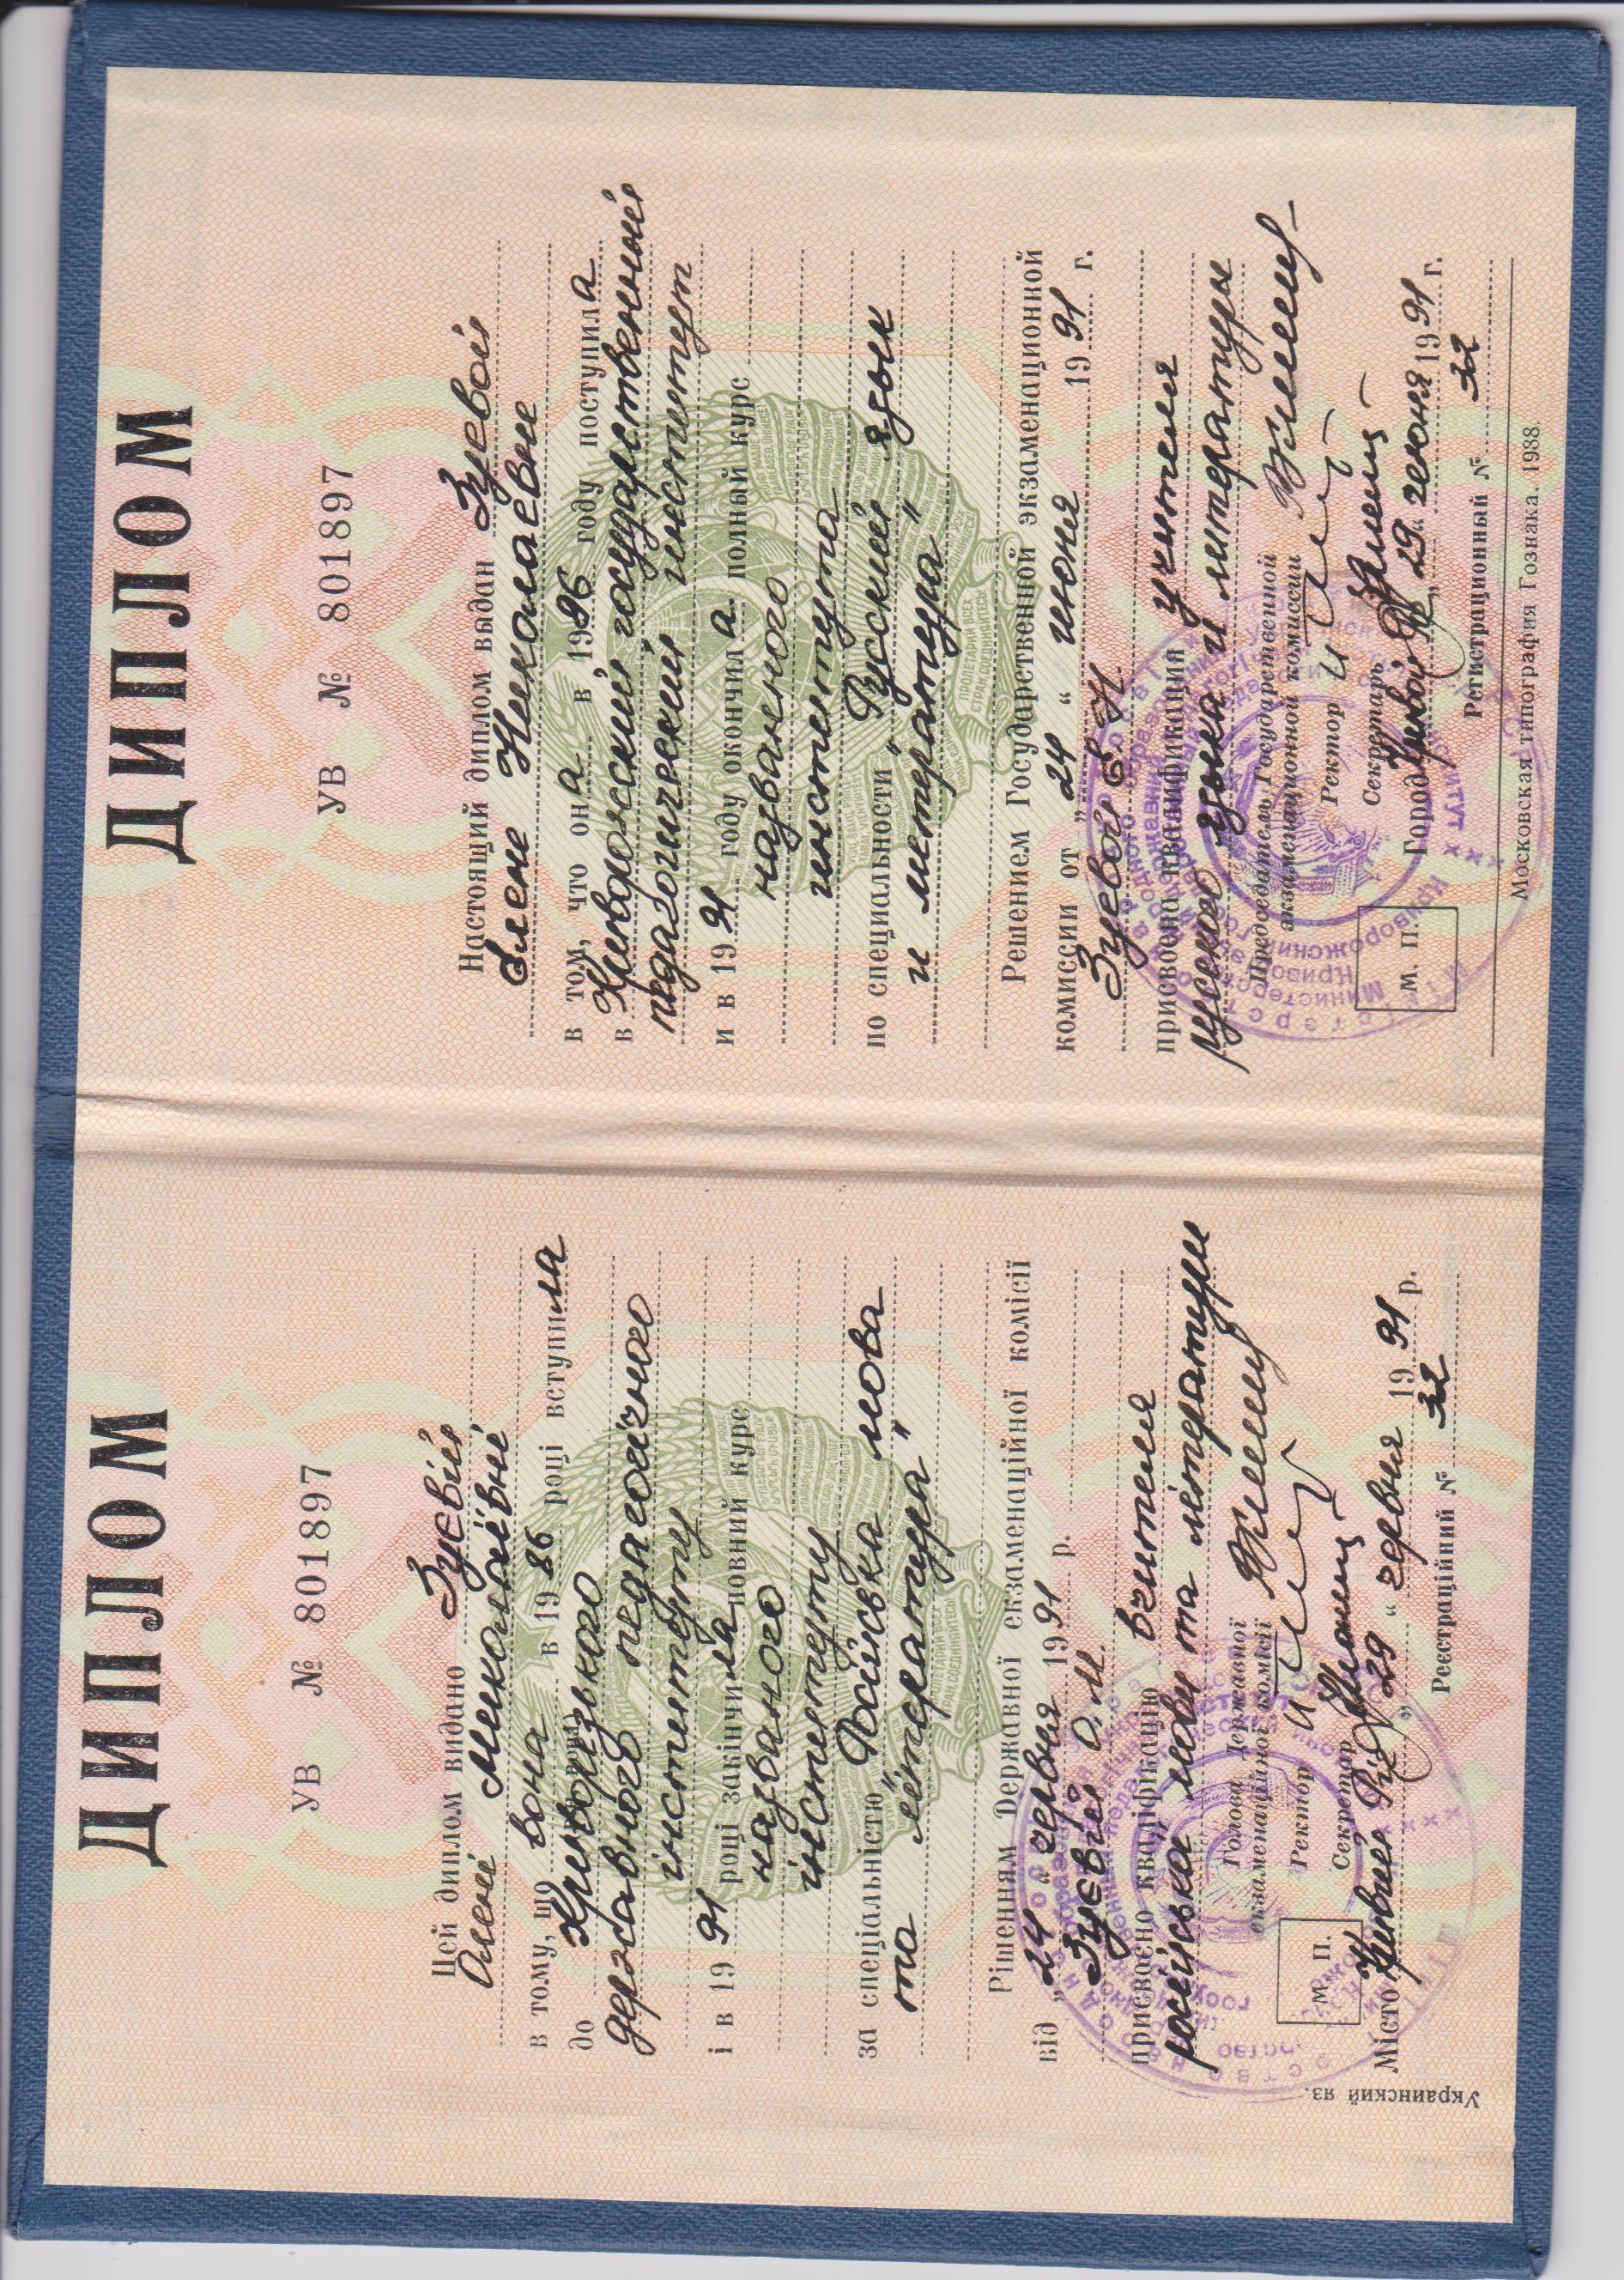 ДИПЛОМ
УВ № 801897
Цей диплом видано Зуєвій
Олені Миколаївні
в тому, що вона в 1986 році вступила
до Криворізького
державного педагогічного
інституту
і в 1991 році закінчила повний курс
названого
інституту
за спеціальністю „Російська мова
та література"
Рішенням Державної екзаменаційної комісії
від „24" червня 1991 р.
Зуєвій О.М.
присвоєно кваліфікацію вчителя
російської мови та літератури
Голова Державної
екзаменаційної комісії
Ректор
Секретар
М. П.
Місто Кривий Ріг „29" червня 1991 р.
Реєстраційний № 32
Украинский яз.
ДИПЛОМ
УВ № 801897
Настоящий диплом выдан Зуевой
Елене Николаевне
в том, что она в 1986 году поступила
в Криворожский государственный
педагогический институт
и в 1991 году окончила полный курс
названного
института
по специальности „Русский язык
и литература"
Решением Государственной экзаменационной
комиссии от „24" июня 1991 г.
Зуевой Е.Н.
присвоена квалификация учителя
русского языка и литературы
Председатель Государственной
экзаменационной комиссии
Ректор
Секретарь
М. П.
Город Кривой Рог „29" июня 1991 г.
Регистрационный № 32
Московская типография Гознака. 1988.